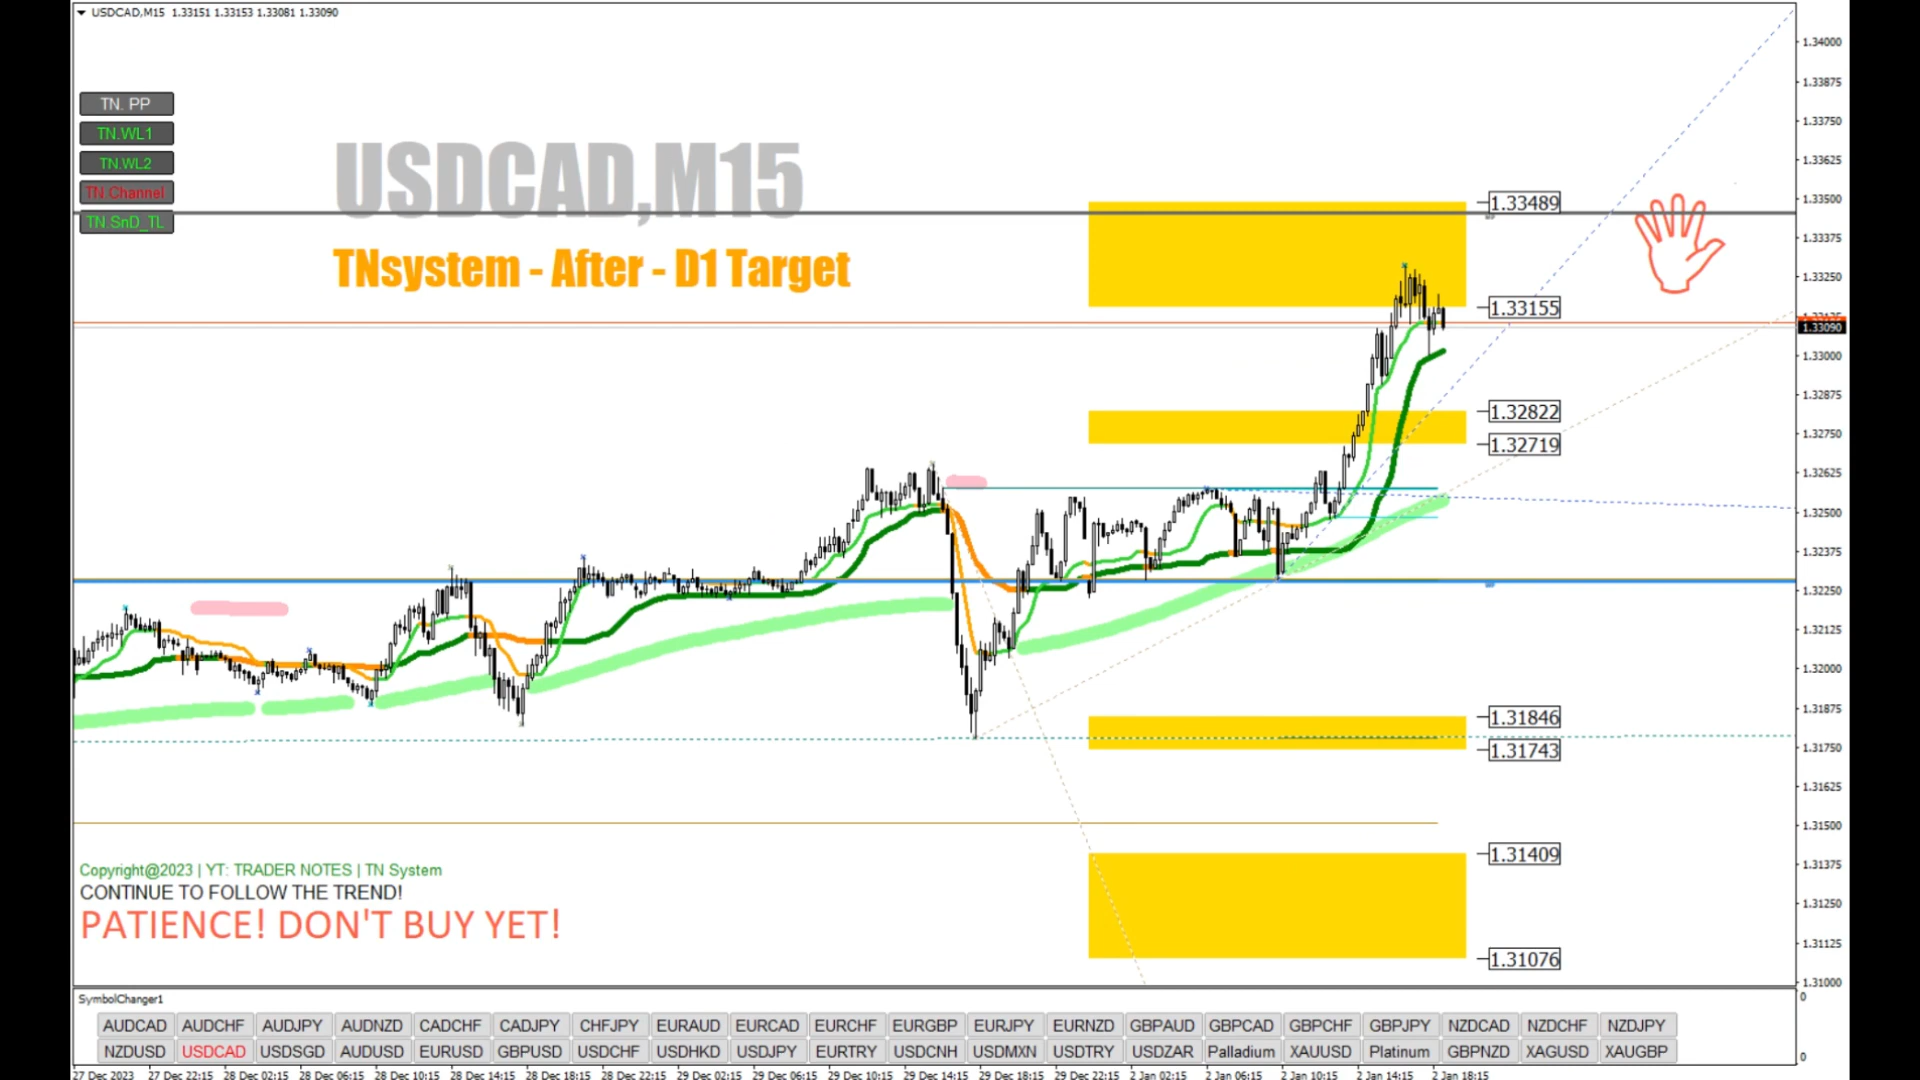 USDCAD,M15 1.33151 1.33153 1.33081 1.33090
TN. PP
TN.WL1
TN.WL2
TN.Channel
TN.SnD_TL
USDCAD,M15
TNsystem - After - D1 Target
1.33489
1.33155
1.32822
1.32719
1.31846
1.31743
1.31409
1.31076
1.34000
1.33875
1.33750
1.33625
1.33500
1.33375
1.33250
1.33090
1.33000
1.32875
1.32750
1.32625
1.32500
1.32375
1.32250
1.32125
1.32000
1.31875
1.31750
1.31625
1.31500
1.31375
1.31250
1.31125
1.31000
Copyright@2023 | YT: TRADER NOTES | TN System
CONTINUE TO FOLLOW THE TREND!
PATIENCE! DON'T BUY YET!
SymbolChanger1
0
AUDCAD AUDCHF AUDJPY AUDNZD CADCHF CADJPY CHFJPY EURAUD EURCAD EURCHF EURGBP EURJPY EURNZD GBPAUD GBPCAD GBPCHF GBPJPY NZDCAD NZDCHF NZDJPY
NZDUSD USDCAD USDSGD AUDUSD EURUSD GBPUSD USDCHF USDHKD USDJPY EURTRY USDCNH USDMXN USDTRY USDZAR Palladium XAUUSD Platinum GBPNZD XAGUSD XAUGBP
0
27 Dec 2023 27 Dec 22:15 28 Dec 02:15 28 Dec 06:15 28 Dec 10:15 28 Dec 14:15 28 Dec 18:15 28 Dec 22:15 29 Dec 02:15 29 Dec 06:15 29 Dec 10:15 29 Dec 14:15 29 Dec 18:15 29 Dec 22:15 2 Jan 02:15 2 Jan 06:15 2 Jan 10:15 2 Jan 14:15 2 Jan 18:15